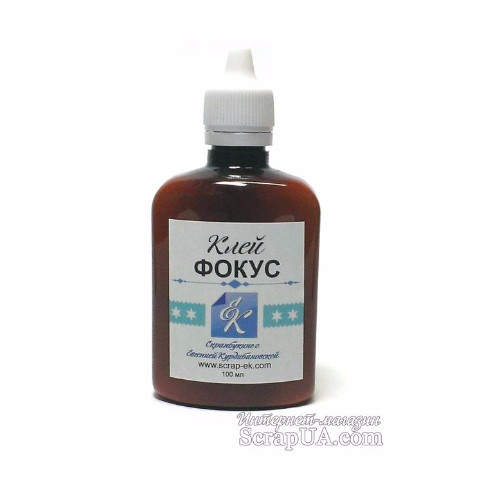 Клей
ФОКУС
ЕК
Скрапбукинг с
Евгенией Курдибановской
www.scrap-ek.com
100 мл
Интернет-магазин
ScrapUA.com